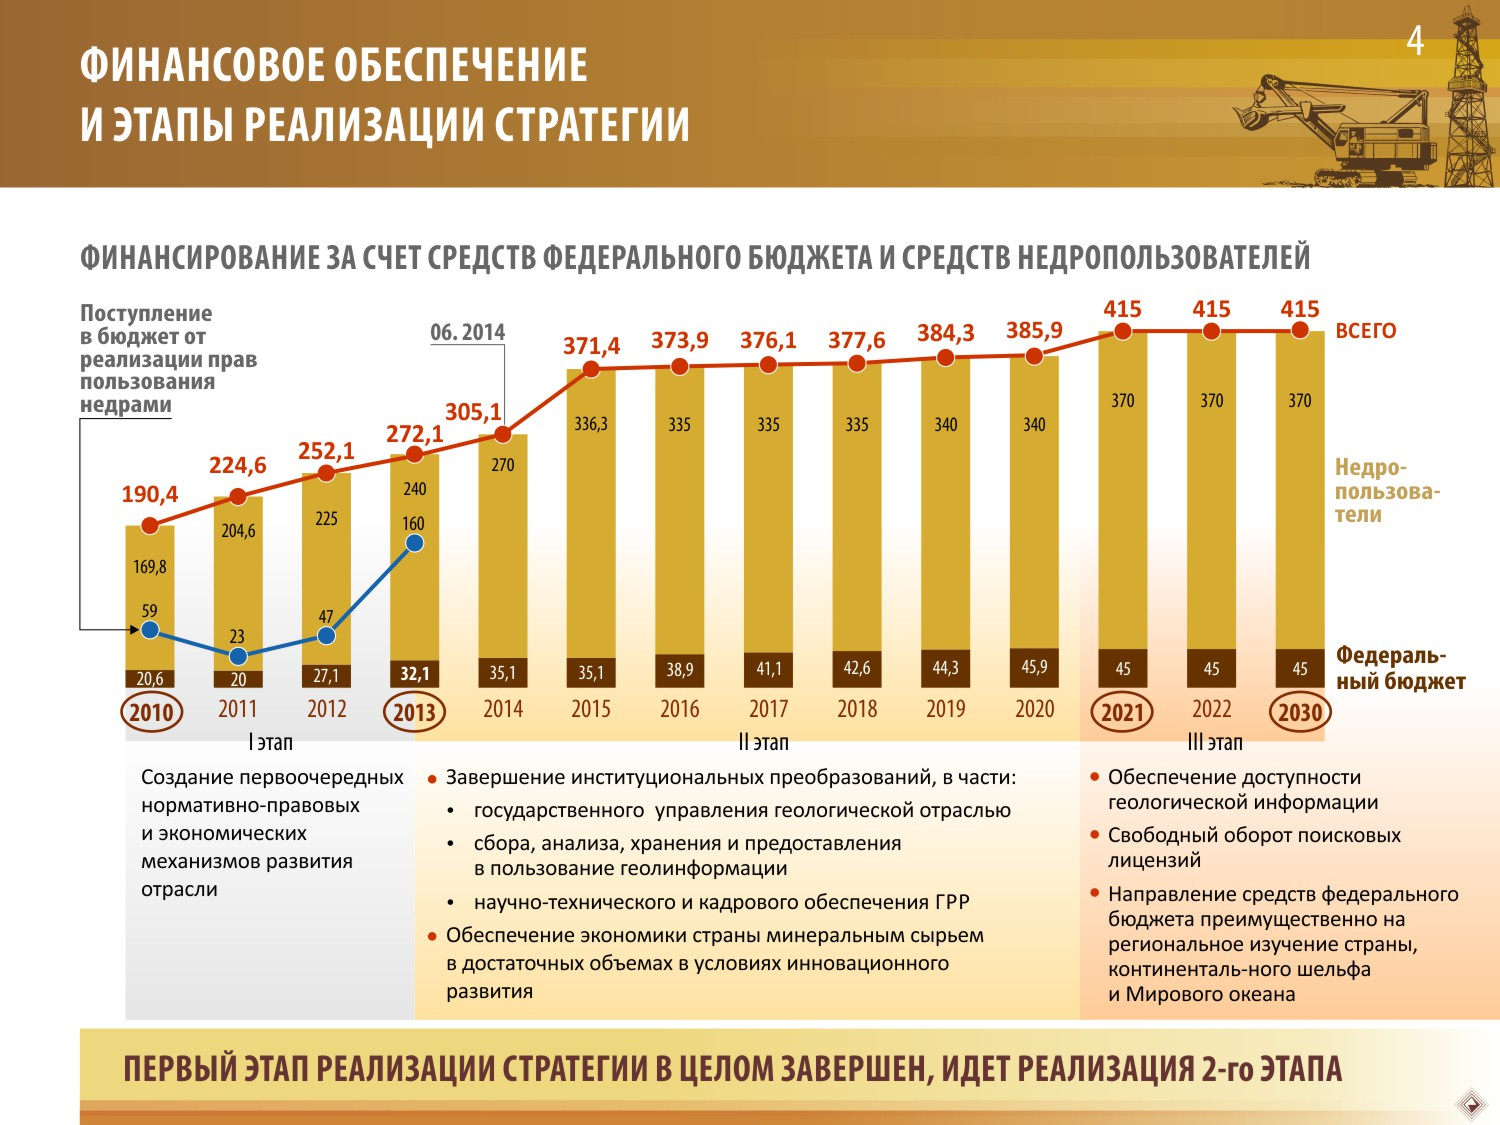 4
ФИНАНСОВОЕ ОБЕСПЕЧЕНИЕ
И ЭТАПЫ РЕАЛИЗАЦИИ СТРАТЕГИИ
ФИНАНСИРОВАНИЕ ЗА СЧЕТ СРЕДСТВ ФЕДЕРАЛЬНОГО БЮДЖЕТА И СРЕДСТВ НЕДРОПОЛЬЗОВАТЕЛЕЙ
Поступление
в бюджет от
реализации прав
пользования
недрами
06. 2014
190,4 224,6 252,1 272,1 305,1 371,4 373,9 376,1 377,6 384,3 385,9 415 415 415
ВСЕГО
169,8 204,6 225 240 270 336,3 335 335 335 340 340 370 370 370
Недро-
пользова-
тели
59 23 47 160
20,6 20 27,1 32,1 35,1 35,1 38,9 41,1 42,6 44,3 45,9 45 45 45
Федераль-
ный бюджет
2010 2011 2012 2013 2014 2015 2016 2017 2018 2019 2020 2021 2022 2030
I этап
Создание первоочередных
нормативно-правовых
и экономических
механизмов развития
отрасли
II этап
• Завершение институциональных преобразований, в части:
• государственного управления геологической отраслью
• сбора, анализа, хранения и предоставления
в пользование геолинформации
• научно-технического и кадрового обеспечения ГРР
• Обеспечение экономики страны минеральным сырьем
в достаточных объемах в условиях инновационного
развития
III этап
• Обеспечение доступности
геологической информации
• Свободный оборот поисковых
лицензий
• Направление средств федерального
бюджета преимущественно на
региональное изучение страны,
континенталь-ного шельфа
и Мирового океана
ПЕРВЫЙ ЭТАП РЕАЛИЗАЦИИ СТРАТЕГИИ В ЦЕЛОМ ЗАВЕРШЕН, ИДЕТ РЕАЛИЗАЦИЯ 2-го ЭТАПА